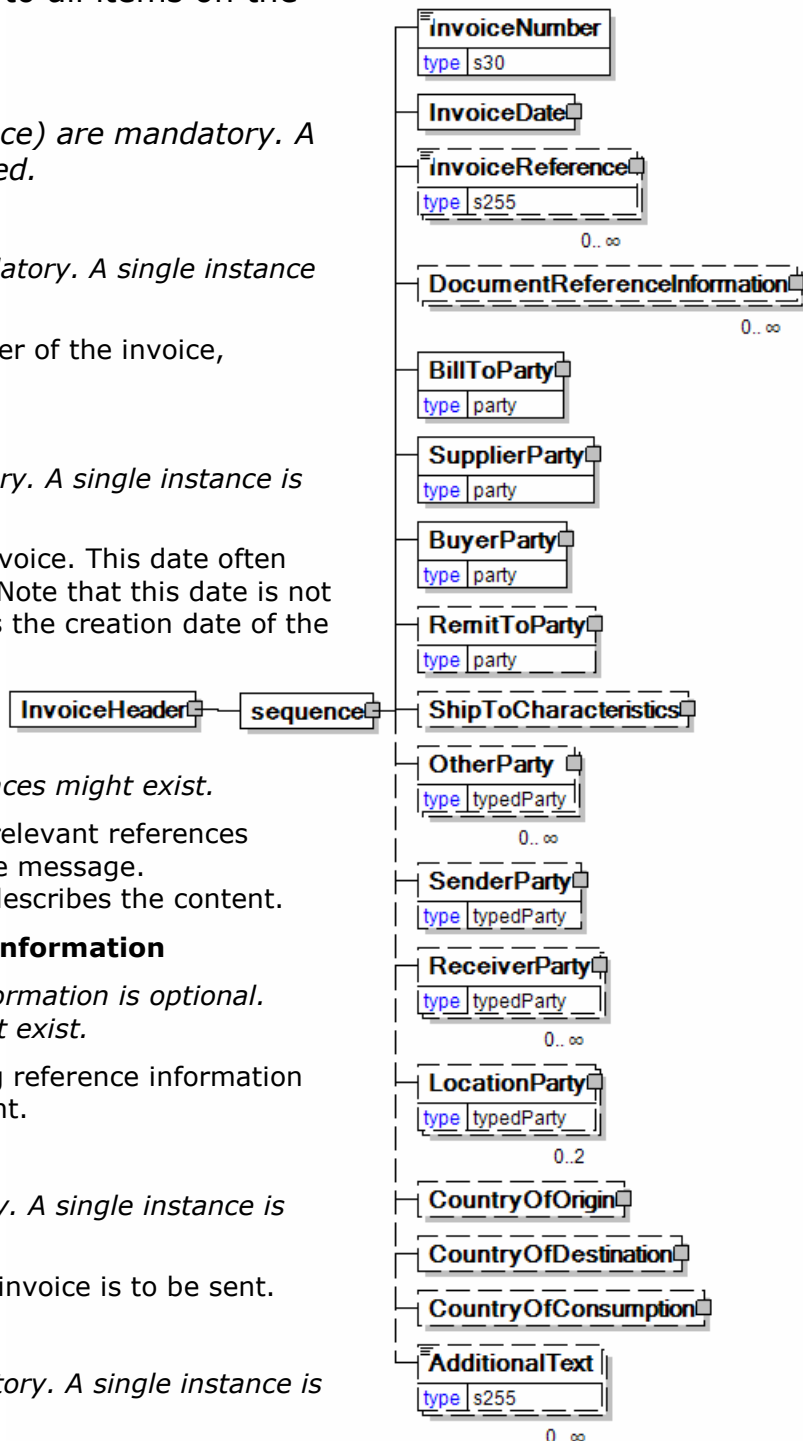 to all items on the
ce) are mandatory. A
ed.
latory. A single instance
er of the invoice,
ry. A single instance is
voice. This date often
Note that this date is not
s the creation date of the
nces might exist.
relevant references
e message.
describes the content.
nformation
ormation is optional.
t exist.
g reference information
nt.
y. A single instance is
invoice is to be sent.
tory. A single instance is
InvoiceHeader
sequence
InvoiceNumber
type s30
InvoiceDate
InvoiceReference
type s255
0.. ∞
DocumentReferenceInformation
0.. ∞
BillToParty
type party
SupplierParty
type party
BuyerParty
type party
RemitToParty
type party
ShipToCharacteristics
OtherParty
type typedParty
0.. ∞
SenderParty
type typedParty
ReceiverParty
type typedParty
0.. ∞
LocationParty
type typedParty
0..2
CountryOfOrigin
CountryOfDestination
CountryOfConsumption
AdditionalText
type s255
0.. ∞